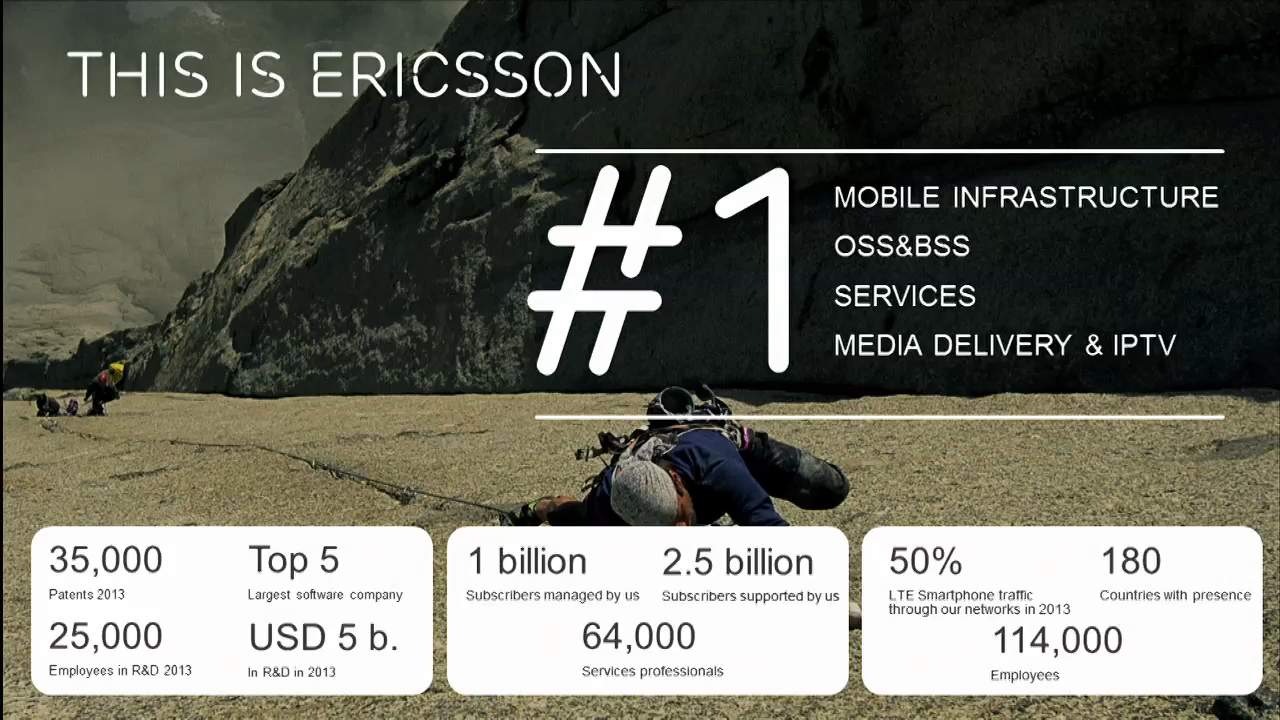 THIS IS ERICSSON
#1
MOBILE INFRASTRUCTURE
OSS&BSS
SERVICES
MEDIA DELIVERY & IPTV
35,000
Patents 2013
Top 5
Largest software company
25,000
Employees in R&D 2013
USD 5 b.
In R&D in 2013
1 billion
Subscribers managed by us
2.5 billion
Subscribers supported by us
64,000
Services professionals
50%
LTE Smartphone traffic
through our networks in 2013
180
Countries with presence
114,000
Employees